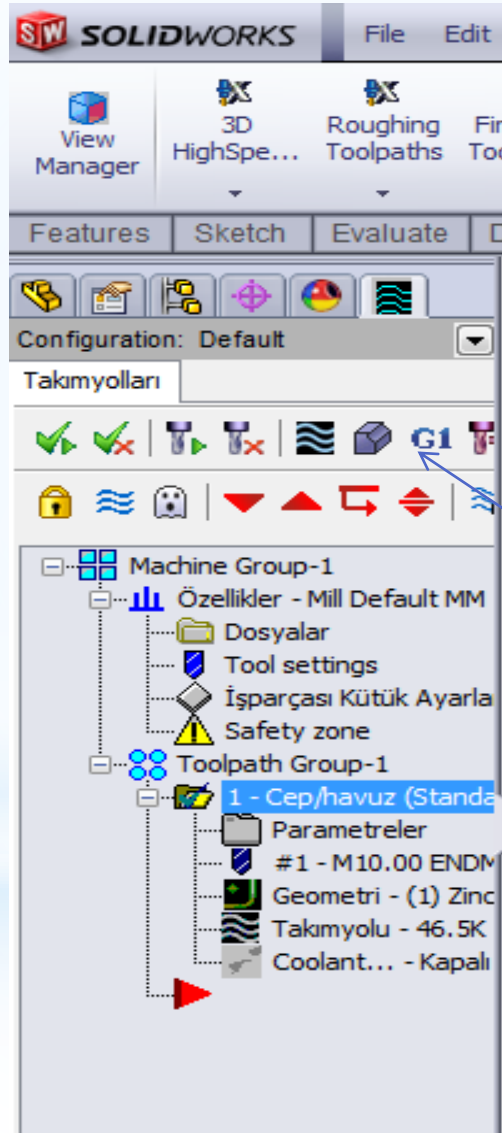 SW SOLIDWORKS File Edit
View Manager
3D HighSpe...
Roughing Toolpaths
Features Sketch Evaluate
Configuration: Default
Takımyolları
G1
Machine Group-1
Özellikler - Mill Default MM
Dosyalar
Tool settings
İşparçası Kütük Ayarla
Safety zone
Toolpath Group-1
1 - Cep/havuz (Standa
Parametreler
#1 - M10.00 ENDM
Geometri - (1) Zinc
Takımyolu - 46.5K
Coolant... - Kapalı